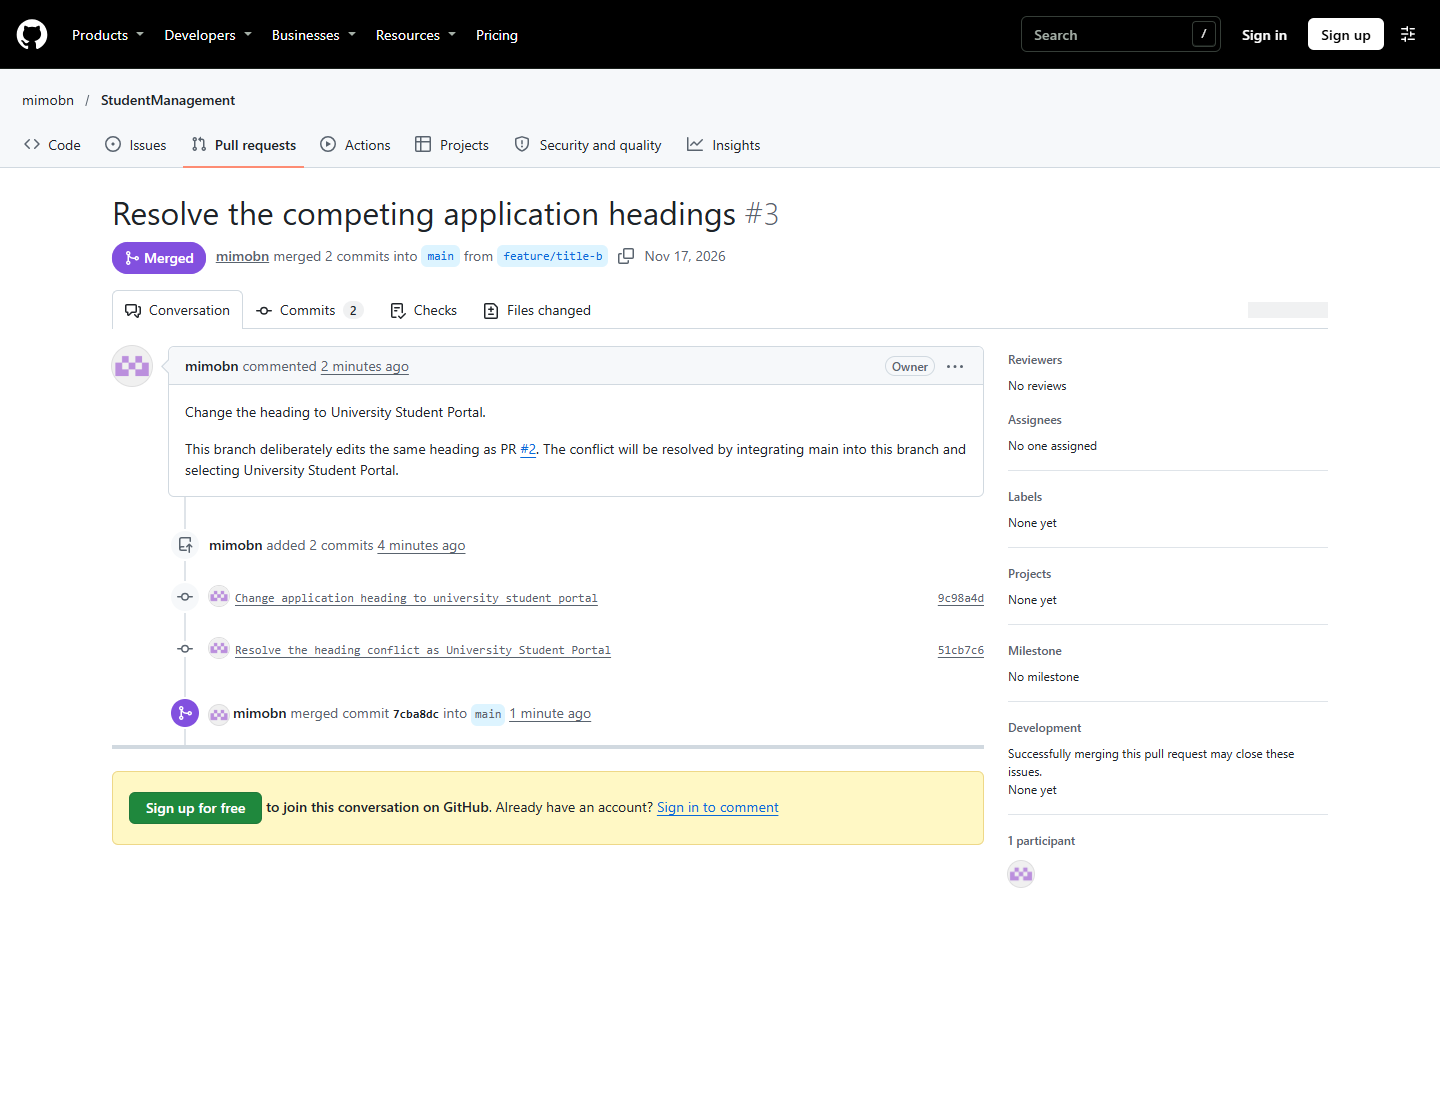 Products Developers Businesses Resources Pricing Search / Sign in Sign up
mimobn / StudentManagement
Code Issues Pull requests Actions Projects Security and quality Insights
Resolve the competing application headings #3
Merged mimobn merged 2 commits into main from feature/title-b Nov 17, 2026
Conversation Commits 2 Checks Files changed
mimobn commented 2 minutes ago Owner
Change the heading to University Student Portal.
This branch deliberately edits the same heading as PR #2. The conflict will be resolved by integrating main into this branch and
selecting University Student Portal.
mimobn added 2 commits 4 minutes ago
Change application heading to university student portal 9c98a4d
Resolve the heading conflict as University Student Portal 51cb7c6
mimobn merged commit 7cba8dc into main 1 minute ago
Sign up for free to join this conversation on GitHub. Already have an account? Sign in to comment
Reviewers
No reviews
Assignees
No one assigned
Labels
None yet
Projects
None yet
Milestone
No milestone
Development
Successfully merging this pull request may close these
issues.
None yet
1 participant